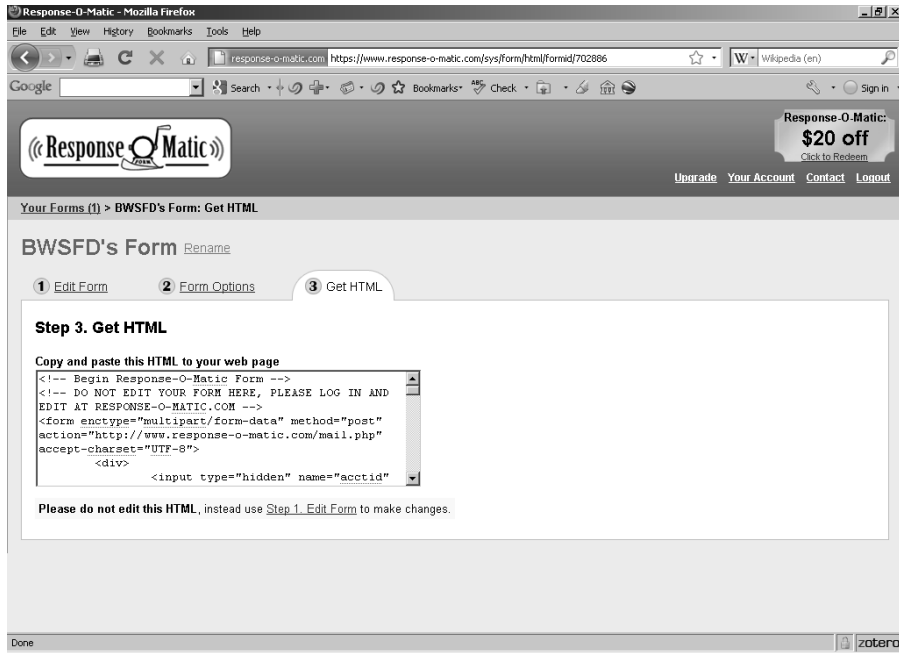 Response-O-Matic - Mozilla Firefox
File Edit View History Bookmarks Tools Help
response-o-matic.com https://www.response-o-matic.com/sys/form/html/formid/702886 W Wikipedia (en)
Google Search Bookmarks ABC Check Sign in
Response-O-Matic:
$20 off
Click to Redeem
((Response O Matic))
FORM
Upgrade Your Account Contact Logout
Your Forms (1) > BWSFD's Form: Get HTML
BWSFD's Form Rename
1 Edit Form 2 Form Options 3 Get HTML
Step 3. Get HTML
Copy and paste this HTML to your web page
<!-- Begin Response-O-Matic Form -->
<!-- DO NOT EDIT YOUR FORM HERE, PLEASE LOG IN AND
EDIT AT RESPONSE-O-MATIC.COM -->
<form enctype="multipart/form-data" method="post"
action="http://www.response-o-matic.com/mail.php"
accept-charset="UTF-8">
<div>
<input type="hidden" name="acctid"
Please do not edit this HTML, instead use Step 1. Edit Form to make changes.
Done zotero